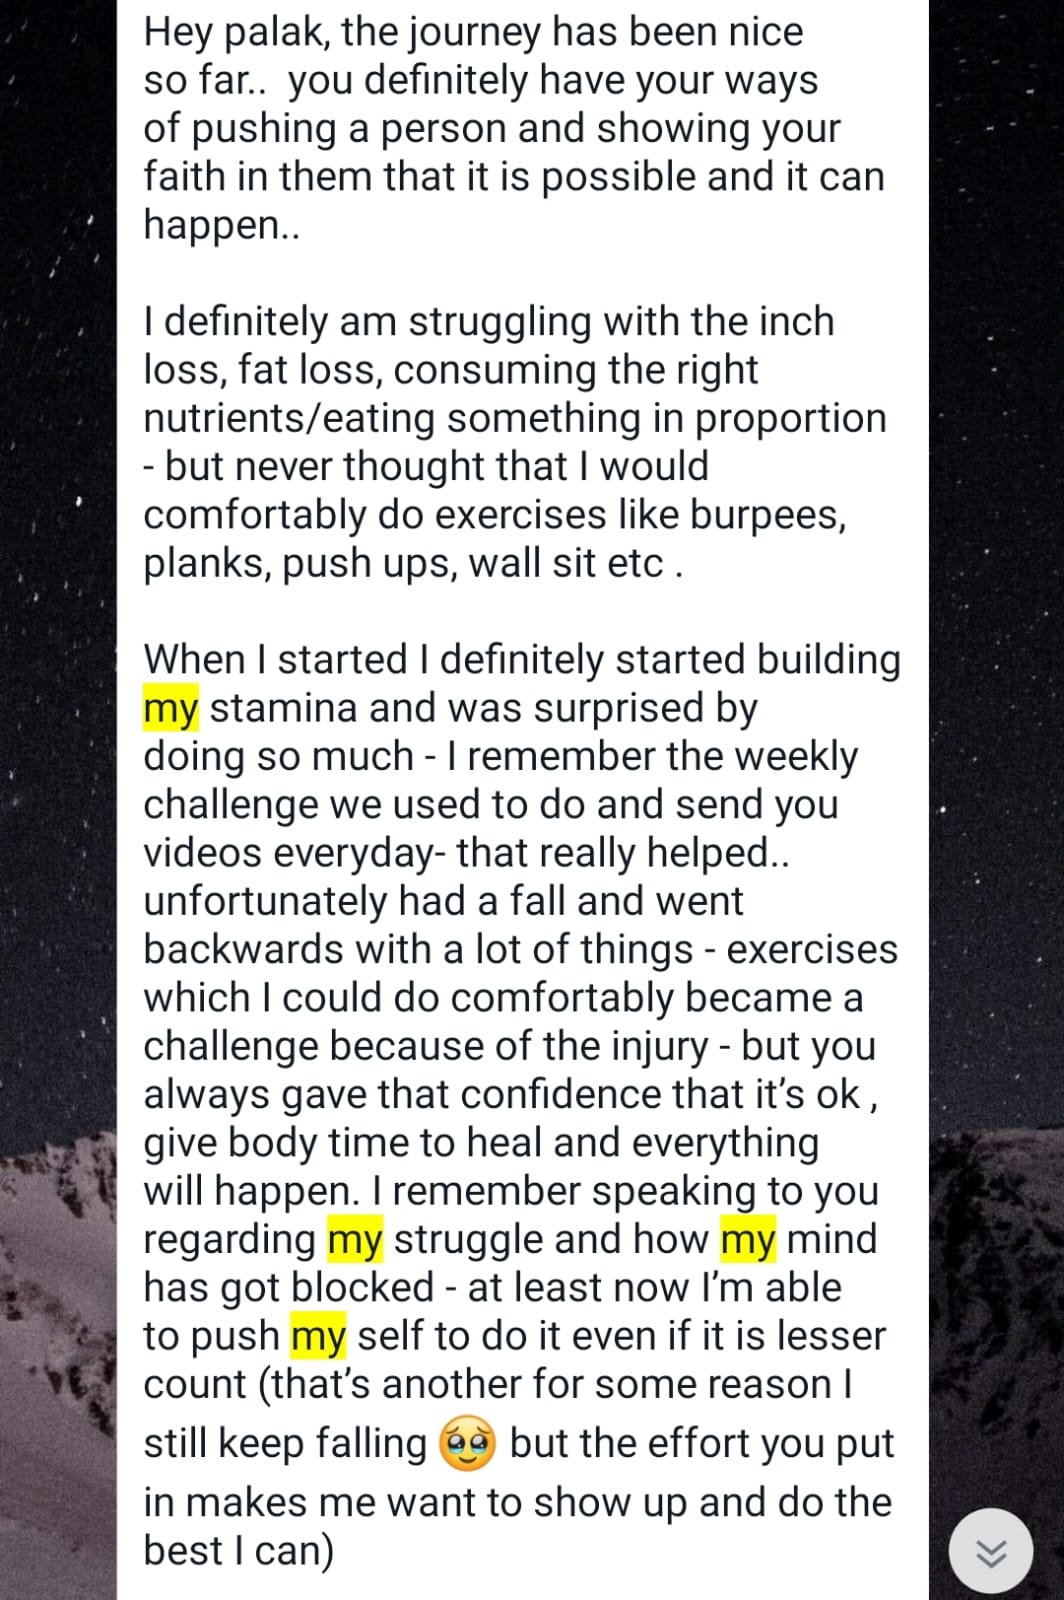 Hey palak, the journey has been nice
so far..  you definitely have your ways
of pushing a person and showing your
faith in them that it is possible and it can
happen..
I definitely am struggling with the inch
loss, fat loss, consuming the right
nutrients/eating something in proportion
- but never thought that I would
comfortably do exercises like burpees,
planks, push ups, wall sit etc .
When I started I definitely started building
my stamina and was surprised by
doing so much - I remember the weekly
challenge we used to do and send you
videos everyday- that really helped..
unfortunately had a fall and went
backwards with a lot of things - exercises
which I could do comfortably became a
challenge because of the injury - but you
always gave that confidence that it’s ok ,
give body time to heal and everything
will happen. I remember speaking to you
regarding my struggle and how my mind
has got blocked - at least now I’m able
to push my self to do it even if it is lesser
count (that’s another for some reason I
still keep falling 🥹 but the effort you put
in makes me want to show up and do the
best I can)